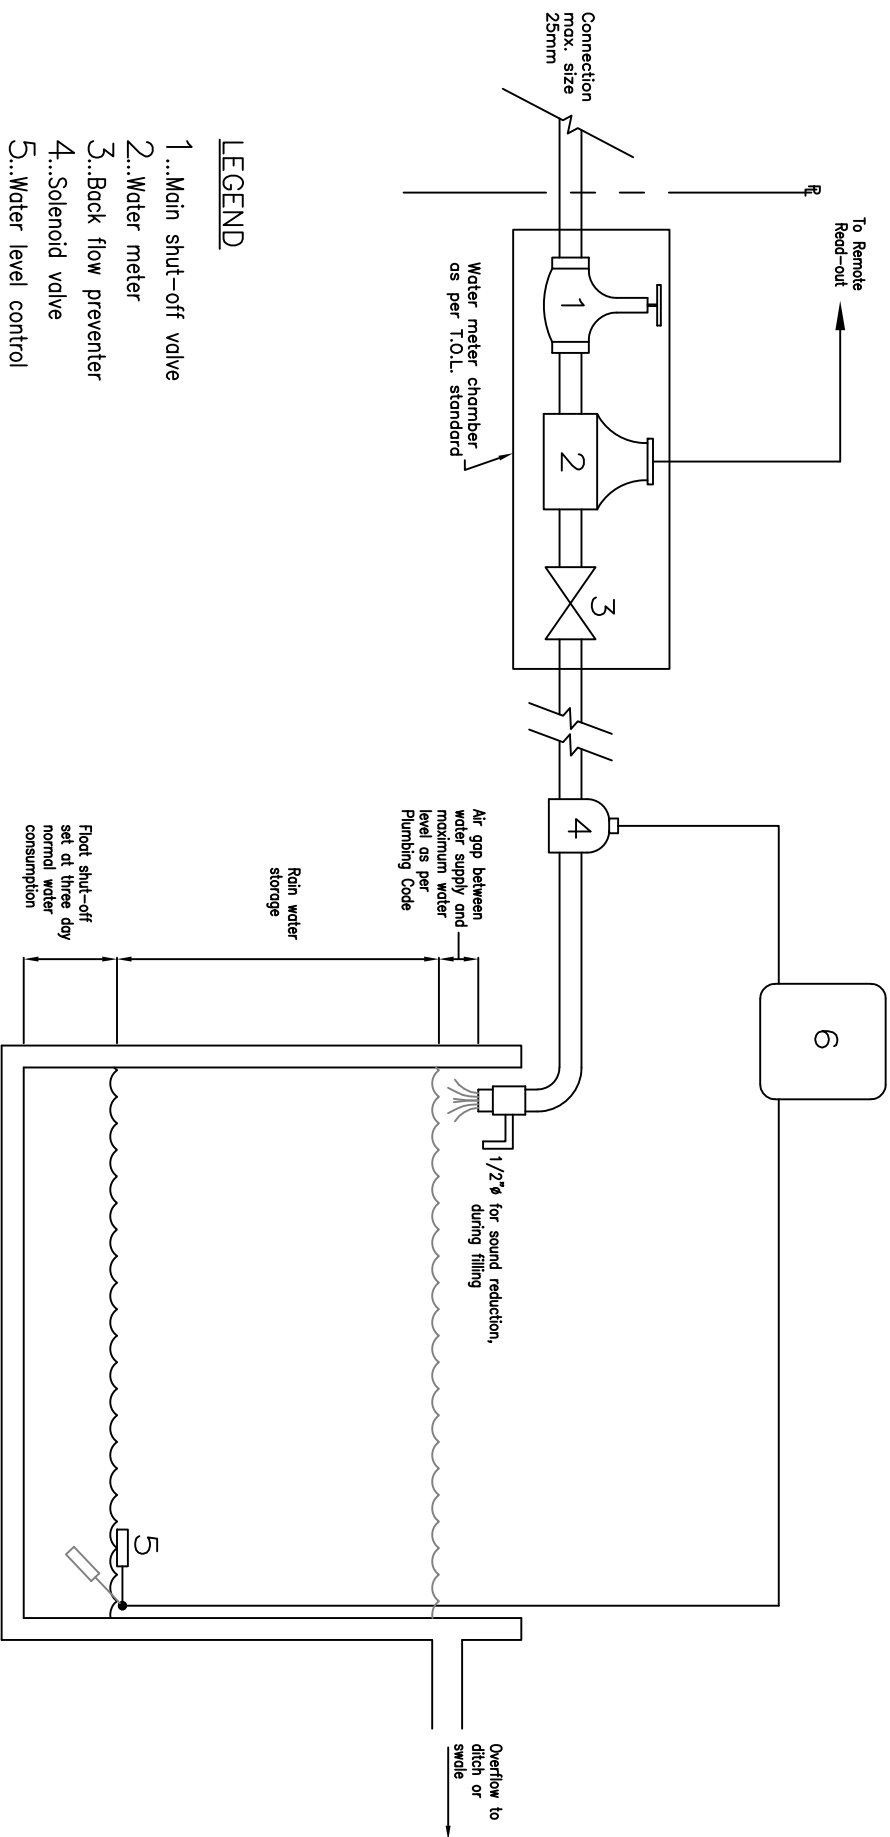 Connection
max. size
25mm
PL
To Remote
Read-out
Water meter chamber
as per T.O.L. standard
1
2
3
4
5
6
Air gap between
water supply and
maximum water
level as per
Plumbing Code
Rain water
storage
Float shut-off
set at three day
normal water
consumption
1/2"ø for sound reduction,
during filling
Overflow to
ditch or
swale
LEGEND
1...Main shut-off valve
2...Water meter
3...Back flow preventer
4...Solenoid valve
5...Water level control